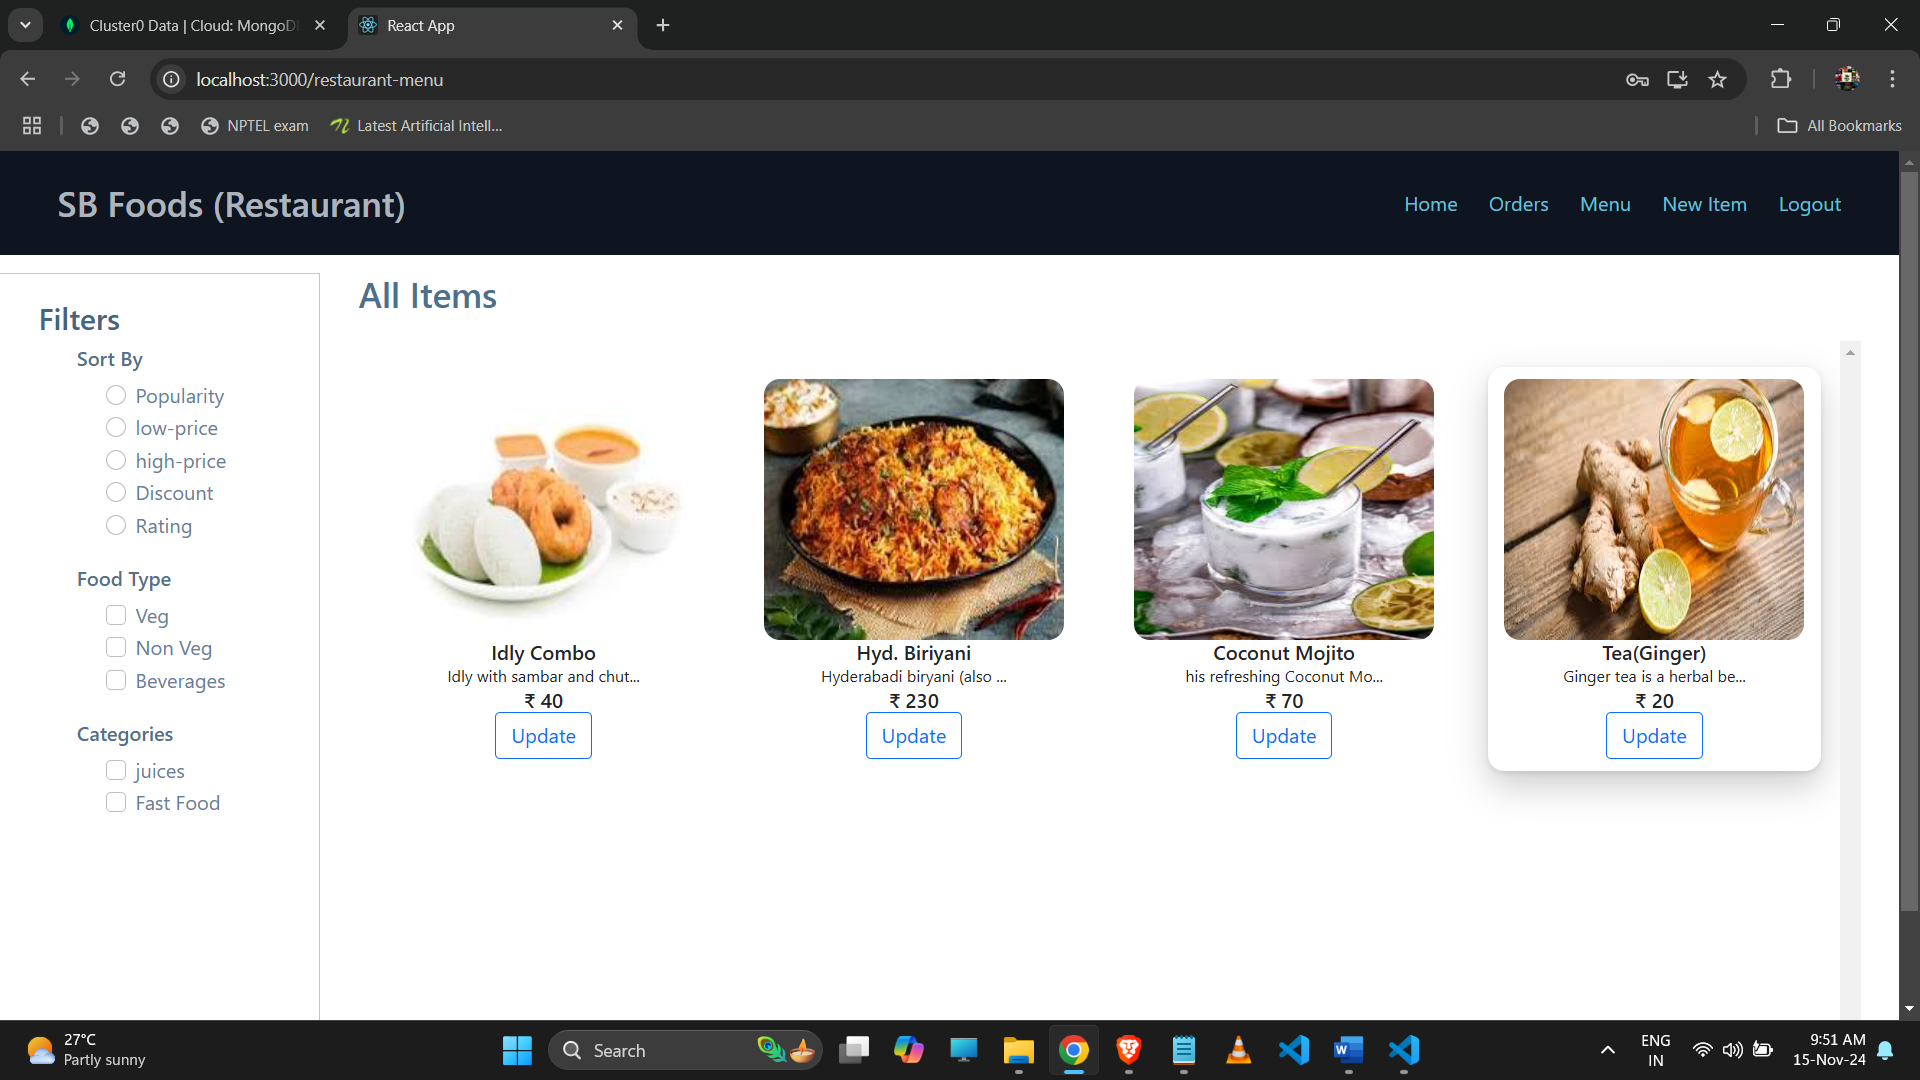 Cluster0 Data | Cloud: MongoD
React App
localhost:3000/restaurant-menu
NPTEL exam
Latest Artificial Intell...
All Bookmarks
SB Foods (Restaurant)
Home
Orders
Menu
New Item
Logout
Filters
Sort By
Popularity
low-price
high-price
Discount
Rating
Food Type
Veg
Non Veg
Beverages
Categories
juices
Fast Food
All Items
Idly Combo
Idly with sambar and chut...
₹ 40
Update
Hyd. Biriyani
Hyderabadi biryani (also ...
₹ 230
Update
Coconut Mojito
his refreshing Coconut Mo...
₹ 70
Update
Tea(Ginger)
Ginger tea is a herbal be...
₹ 20
Update
27°C
Partly sunny
Search
ENG
IN
9:51 AM
15-Nov-24